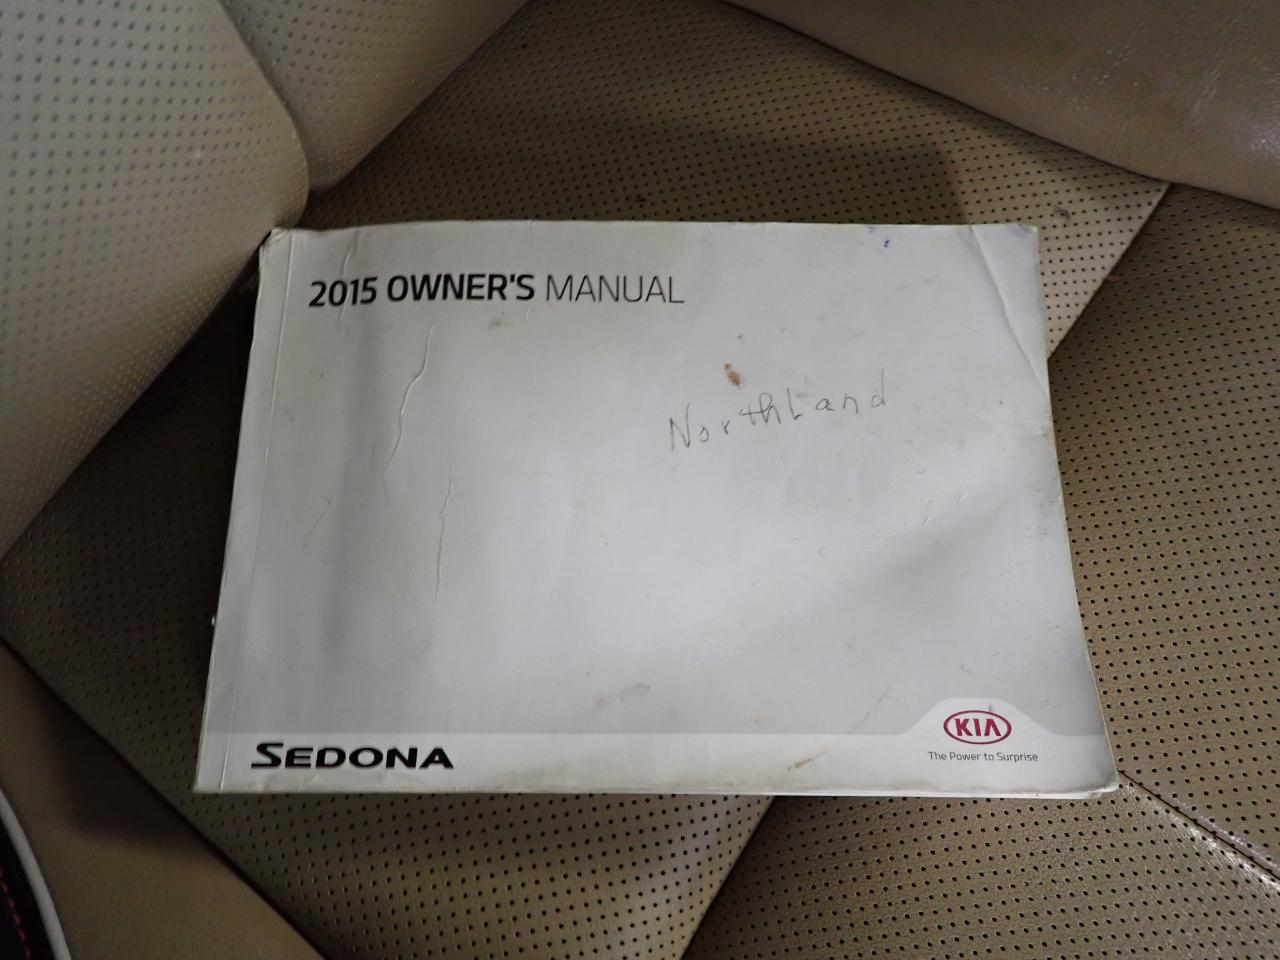 2015 OWNER'S MANUAL
NorthLand
SEDONA
KIA
The Power to Surprise